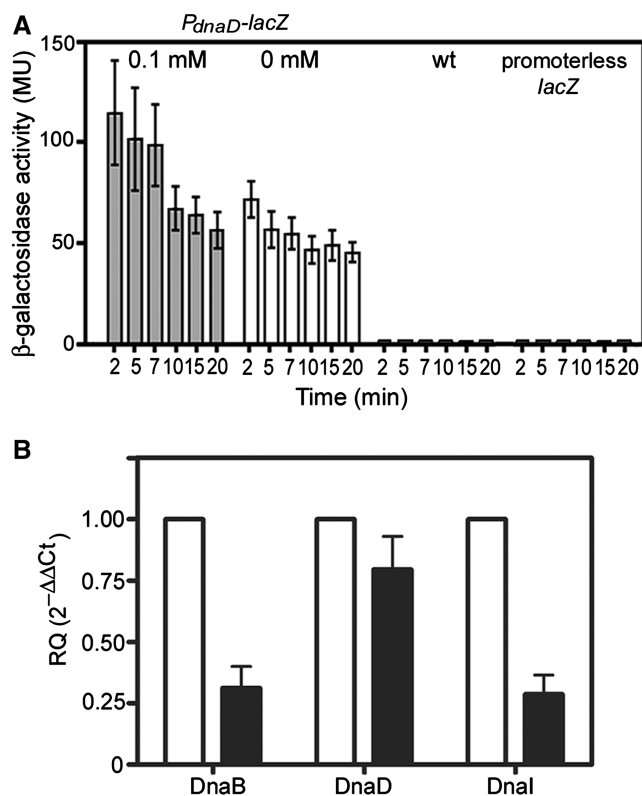 A
PdnaD-lacZ
0.1 mM 0 mM wt promoterless
lacZ
150
100
50
0
β-galactosidase activity (MU)
2 5 7 10 15 20 2 5 7 10 15 20 2 5 7 10 15 20 2 5 7 10 15 20
Time (min)
B
RQ (2−ΔΔCt)
1.00
0.75
0.50
0.25
0
DnaB DnaD DnaI